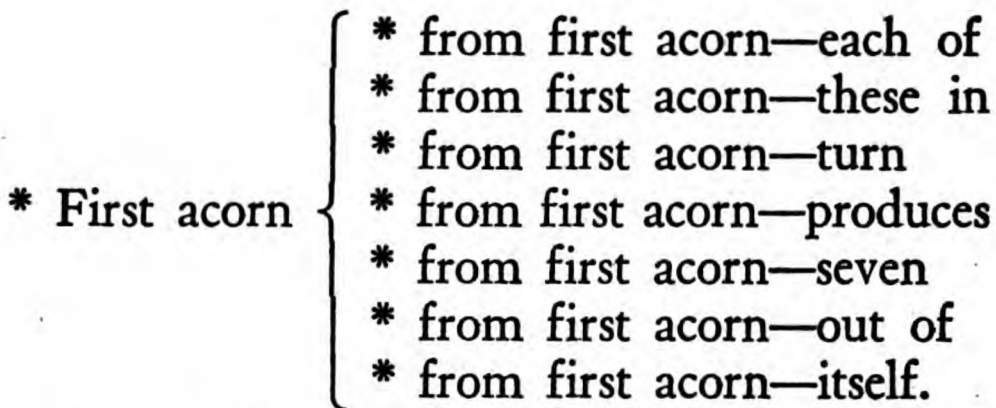 * from first acorn—each of
* from first acorn—these in
* from first acorn—turn
* First acorn { * from first acorn—produces
* from first acorn—seven
* from first acorn—out of
* from first acorn—itself.